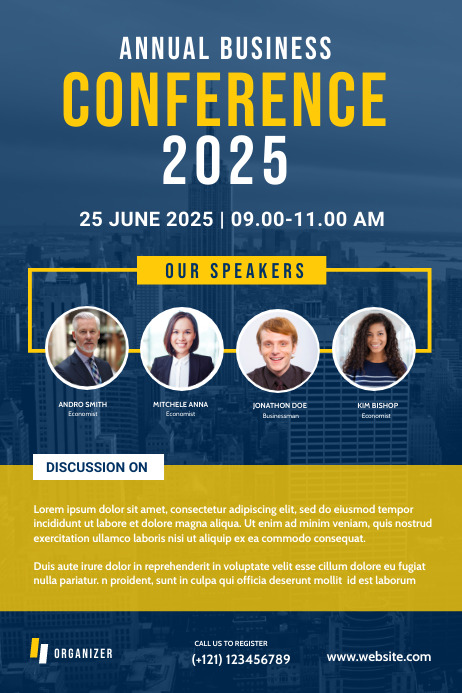 ANNUAL BUSINESS
CONFERENCE
2025
25 JUNE 2025 | 09.00-11.00 AM
OUR SPEAKERS
ANDRO SMITH
Economist
MITCHELE ANNA
Economist
JONATHON DOE
Businesman
KIM BISHOP
Economist
DISCUSSION ON
Lorem ipsum dolor sit amet, consectetur adipiscing elit, sed do eiusmod tempor
incididunt ut labore et dolore magna aliqua. Ut enim ad minim veniam, quis nostrud
exercitation ullamco laboris nisi ut aliquip ex ea commodo consequat.
Duis aute irure dolor in reprehenderit in voluptate velit esse cillum dolore eu fugiat
nulla pariatur. n proident, sunt in culpa qui officia deserunt mollit id est laborum
ORGANIZER
CALL US TO REGISTER
(+121) 123456789
www.website.com